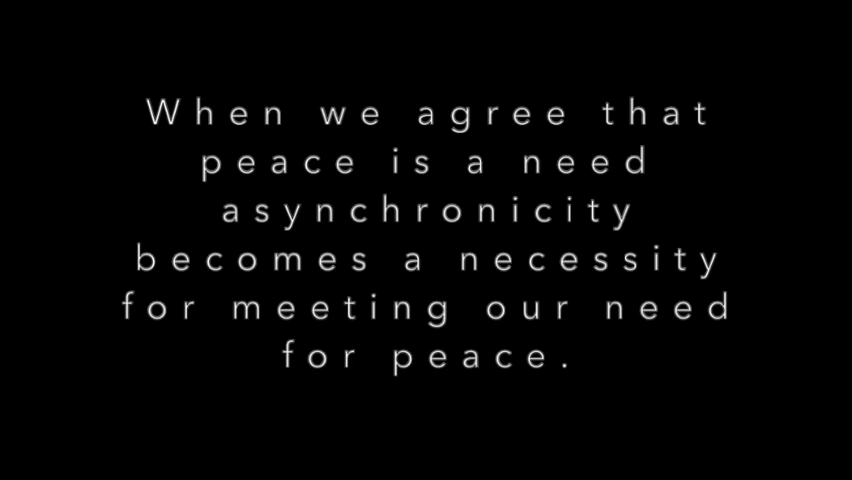 When we agree that
peace is a need
asynchronicity
becomes a necessity
for meeting our need
for peace.